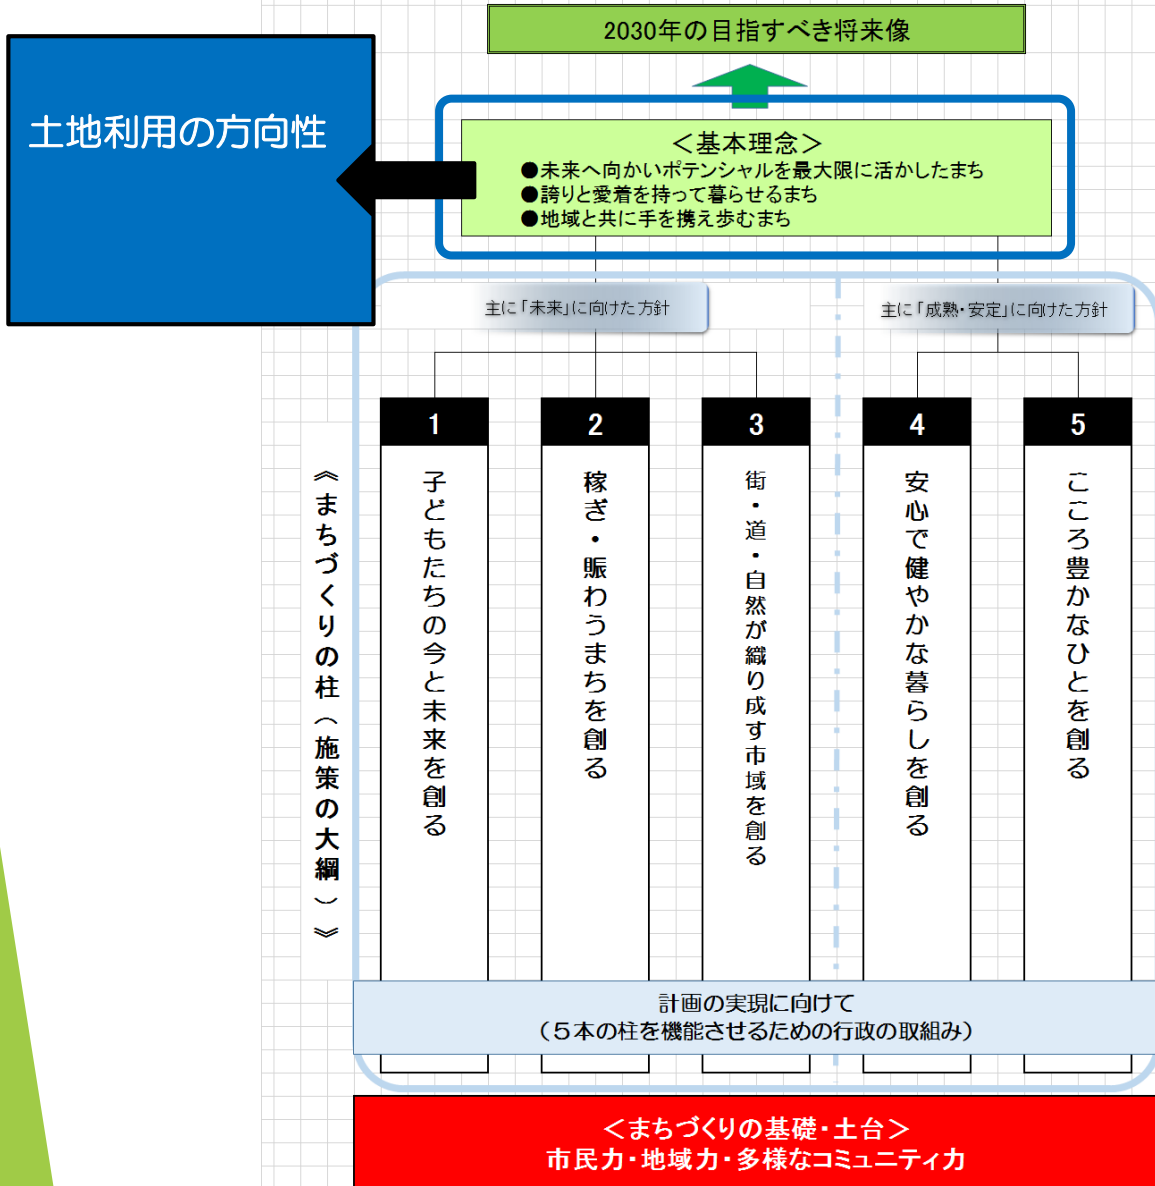 2030年の目指すべき将来像
土地利用の方向性
＜基本理念＞
●未来へ向かいポテンシャルを最大限に活かしたまち
●誇りと愛着を持って暮らせるまち
●地域と共に手を携え歩むまち
主に「未来」に向けた方針
主に「成熟・安定」に向けた方針
《まちづくりの柱（施策の大綱）》
1
子どもたちの今と未来を創る
2
稼ぎ・賑わうまちを創る
3
街・道・自然が織り成す市域を創る
4
安心で健やかな暮らしを創る
5
こころ豊かなひとを創る
計画の実現に向けて
（５本の柱を機能させるための行政の取組み）
＜まちづくりの基礎・土台＞
市民力・地域力・多様なコミュニティ力